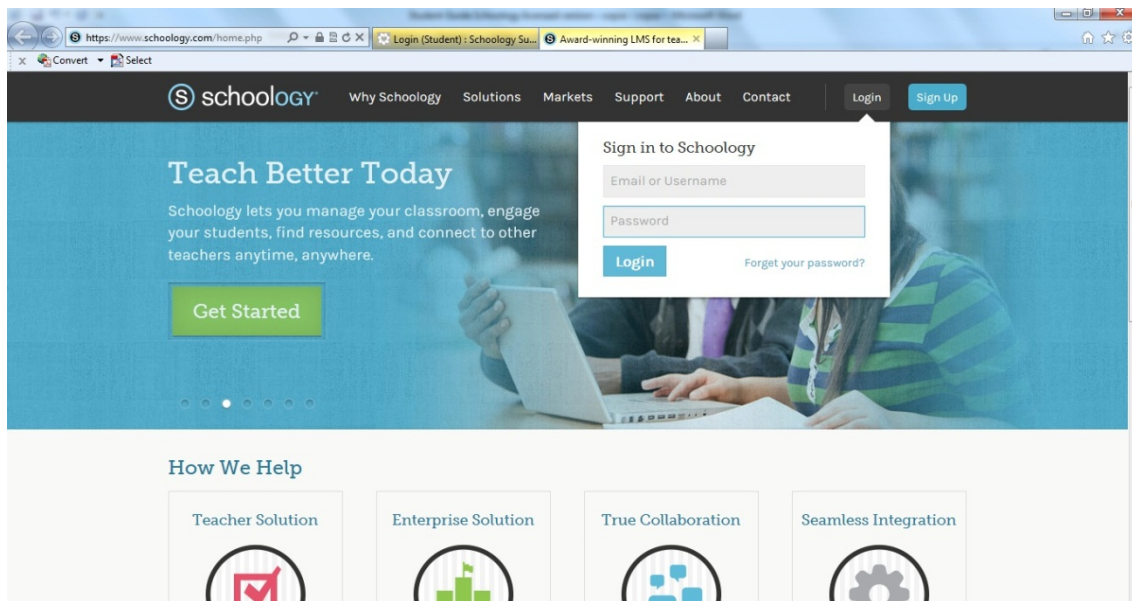 https://www.schoology.com/home.php
Login (Student) : Schoology Su...
Award-winning LMS for tea...
Convert
Select
schoology
Why Schoology
Solutions
Markets
Support
About
Contact
Login
Sign Up
Teach Better Today
Schoology lets you manage your classroom, engage
your students, find resources, and connect to other
teachers anytime, anywhere.
Get Started
Sign in to Schoology
Email or Username
Password
Login
Forget your password?
How We Help
Teacher Solution
Enterprise Solution
True Collaboration
Seamless Integration